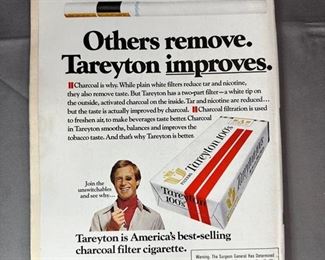 Others remove.
Tareyton improves.
Charcoal is why. While plain white filters reduce tar and nicotine,
they also remove taste. But Tareyton has a two-part filter—a white tip on
the outside, activated charcoal on the inside. Tar and nicotine are reduced...
but the taste is actually improved by charcoal. Charcoal filtration is used
to freshen air, to make beverages taste better. Charcoal
in Tareyton smooths, balances and improves the
tobacco taste. And that's why Tareyton is better.
Tareyton 100's
FILTERS
Tareyton
100's
Join the
unswitchables
and see why...
Tareyton is America's best-selling
charcoal filter cigarette.
Warning: The Surgeon General Has Determined